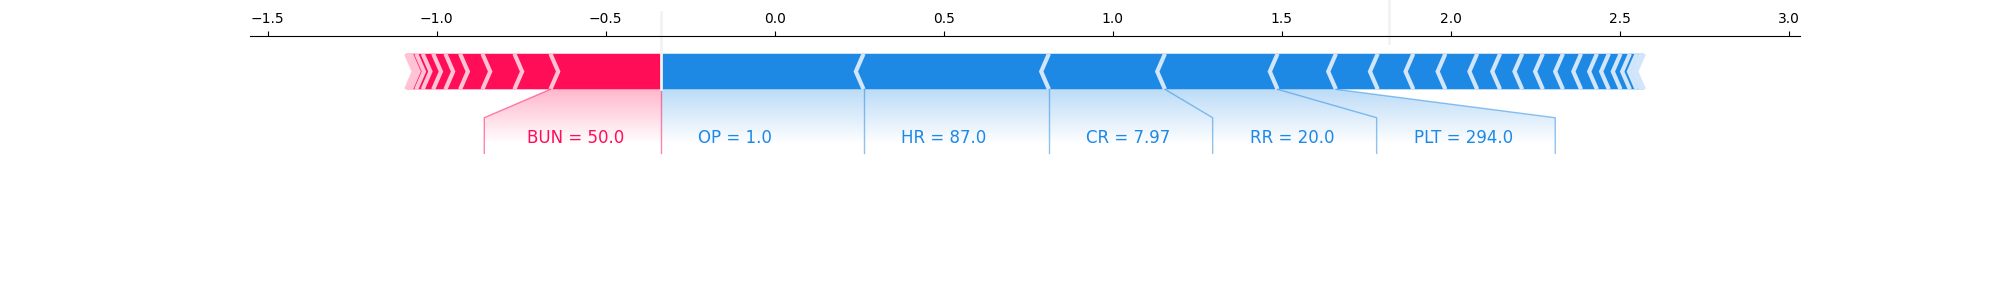 −1.5 −1.0 −0.5 0.0 0.5 1.0 1.5 2.0 2.5 3.0
BUN = 50.0 OP = 1.0 HR = 87.0 CR = 7.97 RR = 20.0 PLT = 294.0